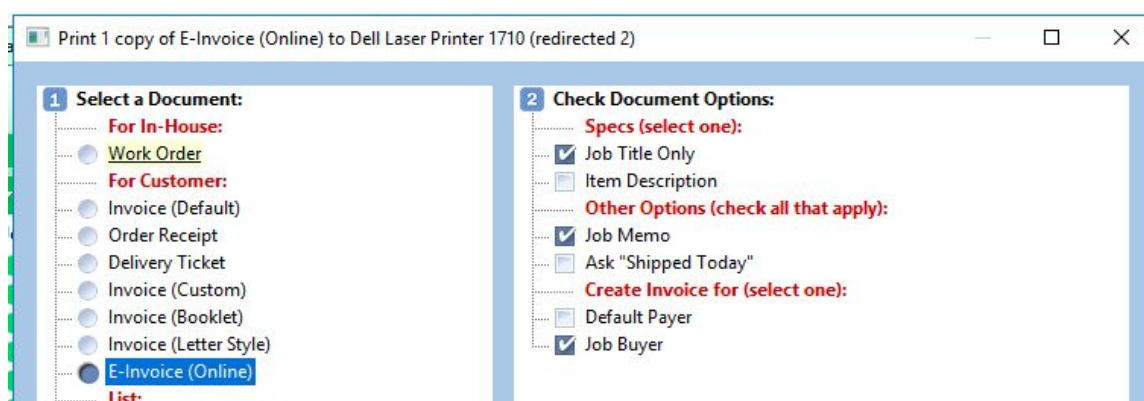 Print 1 copy of E-Invoice (Online) to Dell Laser Printer 1710 (redirected 2)
1 Select a Document:
For In-House:
Work Order
For Customer:
Invoice (Default)
Order Receipt
Delivery Ticket
Invoice (Custom)
Invoice (Booklet)
Invoice (Letter Style)
E-Invoice (Online)
List:
2 Check Document Options:
Specs (select one):
Job Title Only
Item Description
Other Options (check all that apply):
Job Memo
Ask "Shipped Today"
Create Invoice for (select one):
Default Payer
Job Buyer